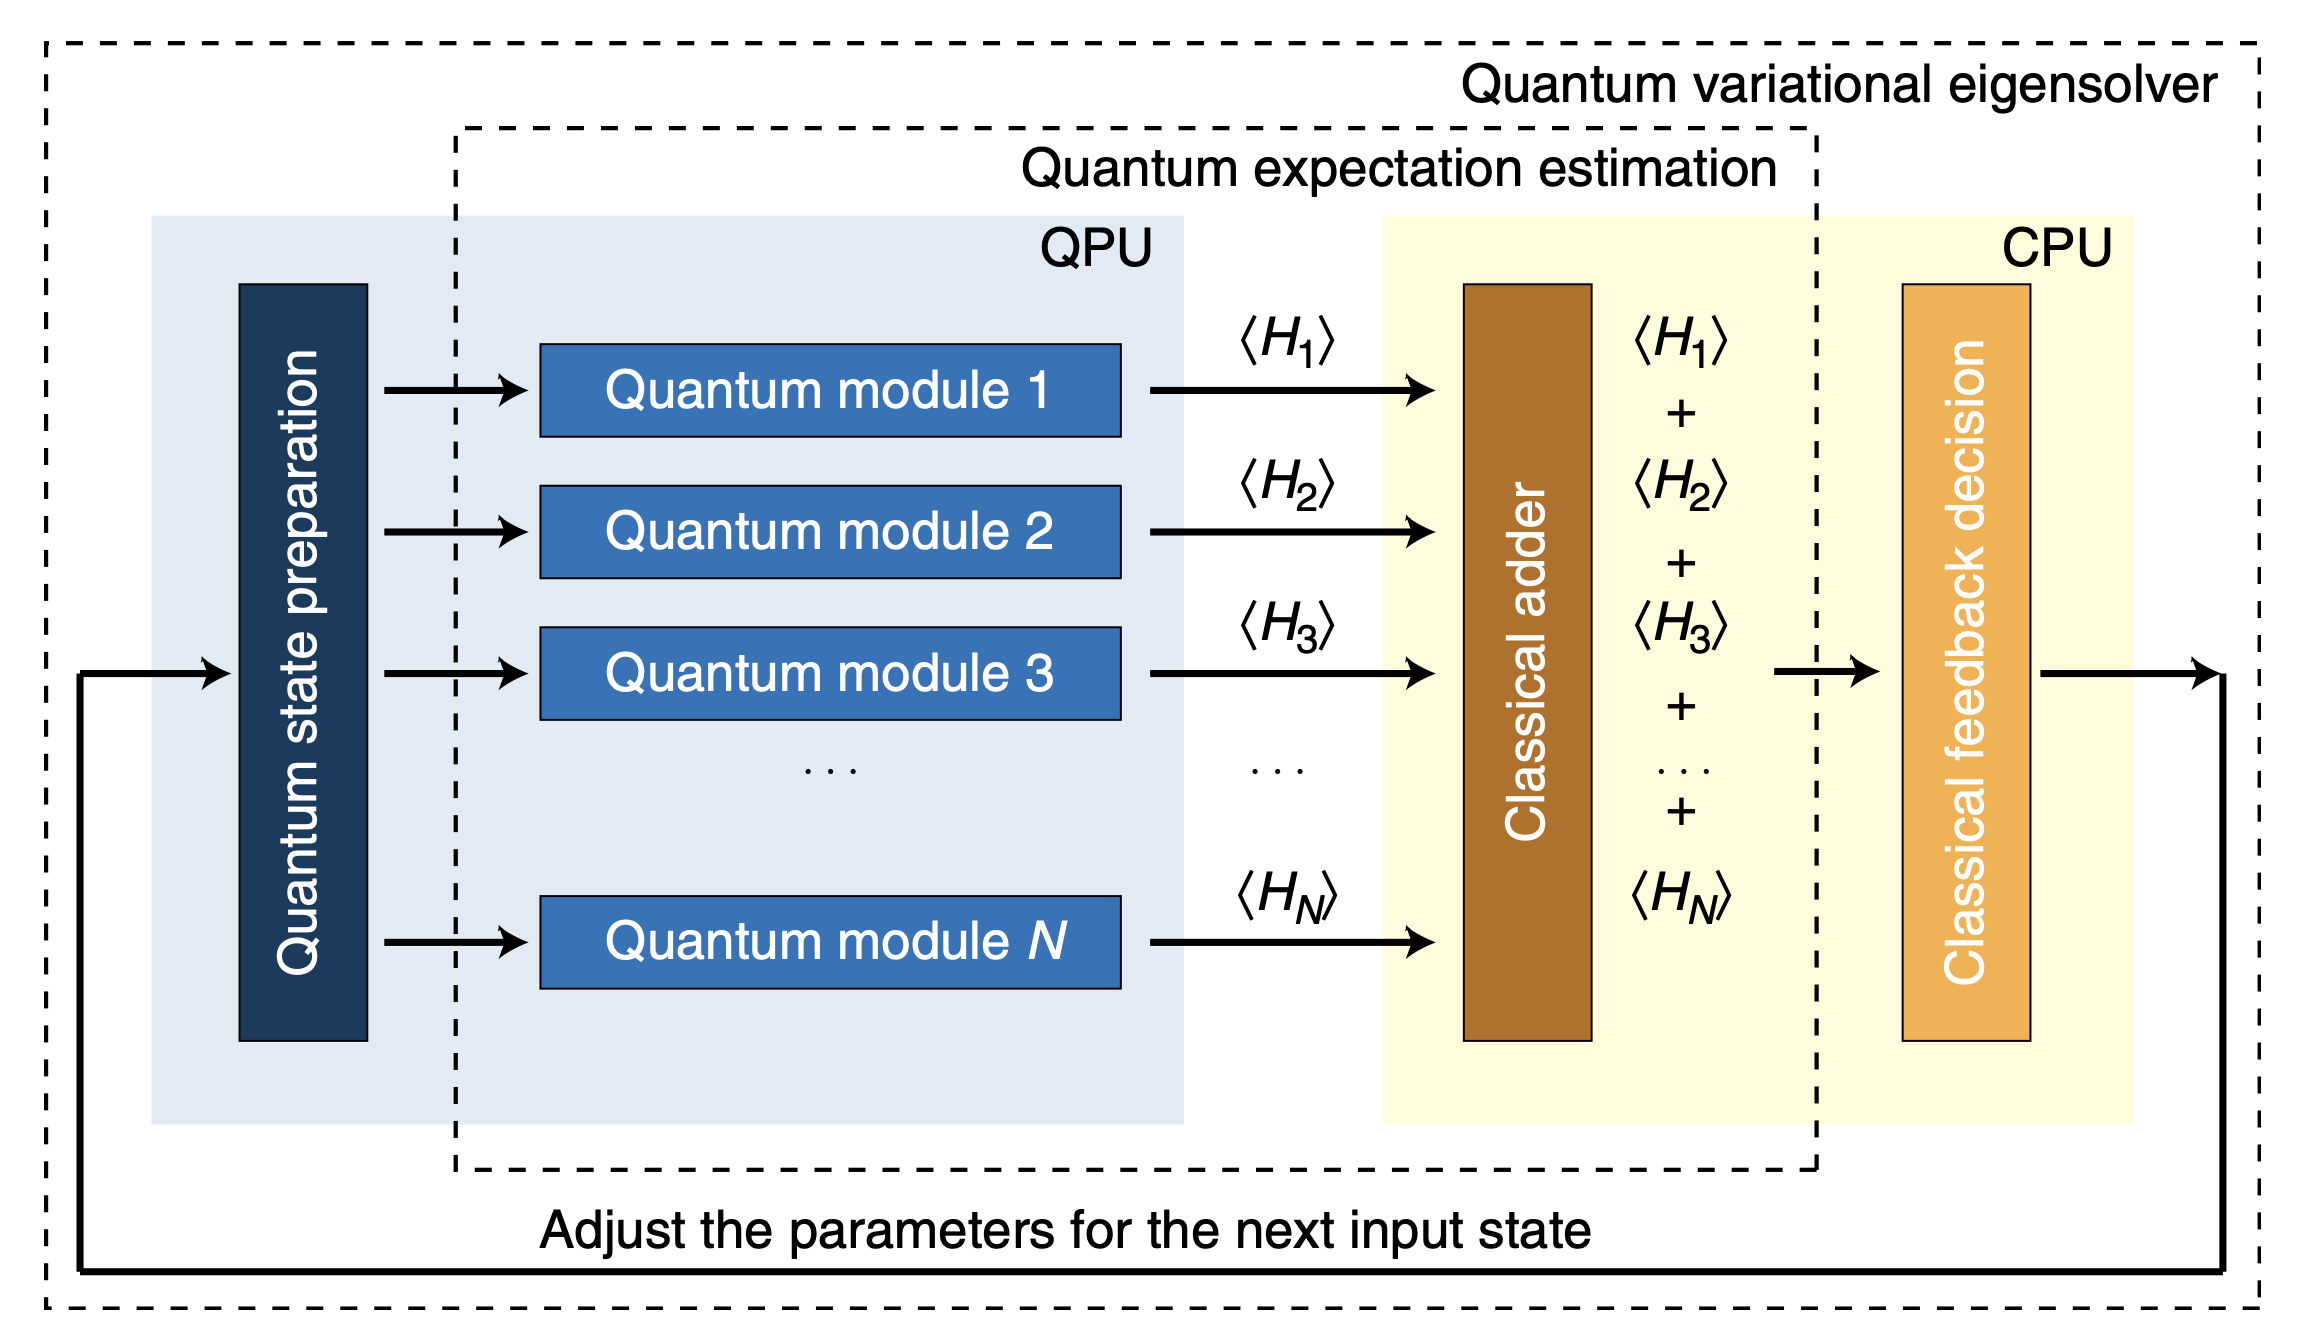 Quantum variational eigensolver
Quantum expectation estimation
QPU
CPU
Quantum state preparation
Quantum module 1
Quantum module 2
Quantum module 3
. . .
Quantum module N
⟨H1⟩
⟨H2⟩
⟨H3⟩
. . .
⟨HN⟩
Classical adder
⟨H1⟩
+
⟨H2⟩
+
⟨H3⟩
+
. . .
+
⟨HN⟩
Classical feedback decision
Adjust the parameters for the next input state